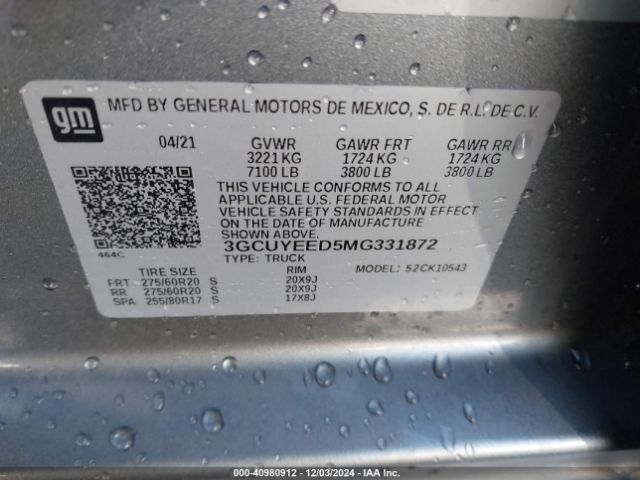 gm MFD BY GENERAL MOTORS DE MEXICO, S. DE R.L. DE C.V.
04/21 GVWR GAWR FRT GAWR RR
3221 KG 1724 KG 1724 KG
7100 LB 3800 LB 3800 LB
THIS VEHICLE CONFORMS TO ALL
APPLICABLE U.S. FEDERAL MOTOR
VEHICLE SAFETY STANDARDS IN EFFECT
ON THE DATE OF MANUFACTURE
SHOWN ABOVE.
464C 3GCUYEED5MG331872
TYPE: TRUCK MODEL: 52CK10543
TIRE SIZE RIM
FRT 275/60R20 S 20X9J
RR 275/60R20 S 20X9J
SPA 255/80R17 S 17X8J
000-40980912 - 12/03/2024 - IAA Inc.